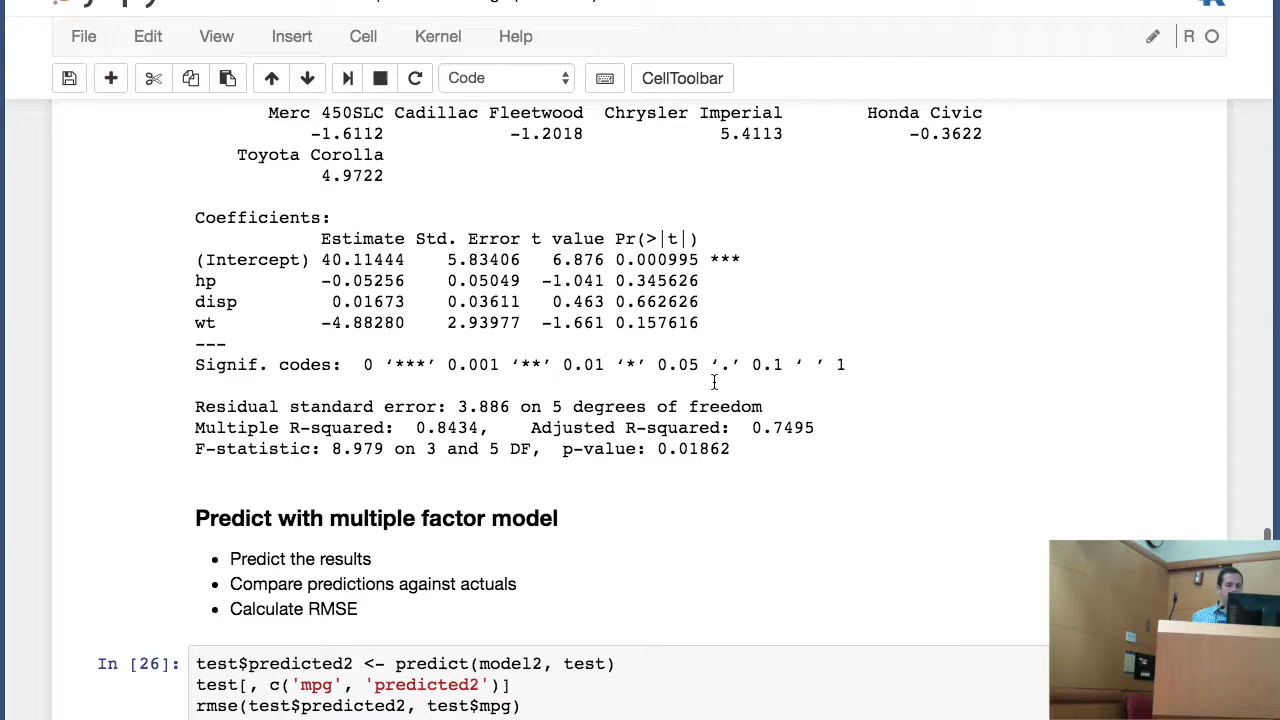 File Edit View Insert Cell Kernel Help R
Code CellToolbar
Merc 450SLC Cadillac Fleetwood Chrysler Imperial Honda Civic
-1.6112 -1.2018 5.4113 -0.3622
Toyota Corolla
4.9722
Coefficients:
Estimate Std. Error t value Pr(>|t|)
(Intercept) 40.11444 5.83406 6.876 0.000995 ***
hp -0.05256 0.05049 -1.041 0.345626
disp 0.01673 0.03611 0.463 0.662626
wt -4.88280 2.93977 -1.661 0.157616
---
Signif. codes: 0 ‘***’ 0.001 ‘**’ 0.01 ‘*’ 0.05 ‘.’ 0.1 ‘ ’ 1
Residual standard error: 3.886 on 5 degrees of freedom
Multiple R-squared: 0.8434, Adjusted R-squared: 0.7495
F-statistic: 8.979 on 3 and 5 DF, p-value: 0.01862
Predict with multiple factor model
• Predict the results
• Compare predictions against actuals
• Calculate RMSE
In [26]: test$predicted2 <- predict(model2, test)
test[, c('mpg', 'predicted2')]
rmse(test$predicted2, test$mpg)